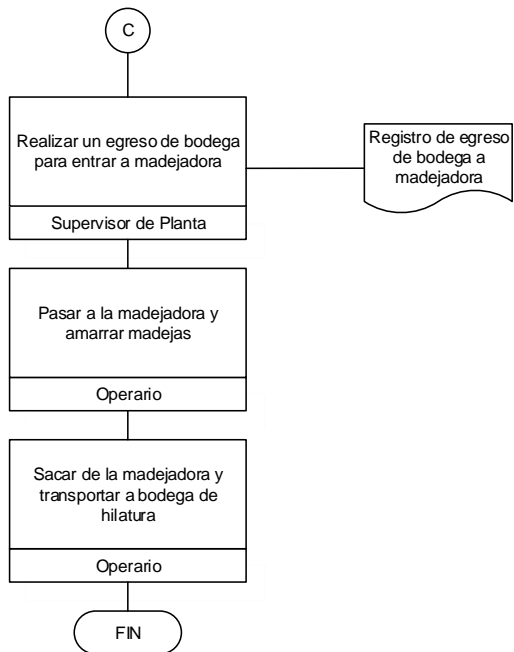 C
Realizar un egreso de bodega
para entrar a madejadora
Supervisor de Planta
Registro de egreso
de bodega a
madejadora
Pasar a la madejadora y
amarrar madejas
Operario
Sacar de la madejadora y
transportar a bodega de
hilatura
Operario
FIN